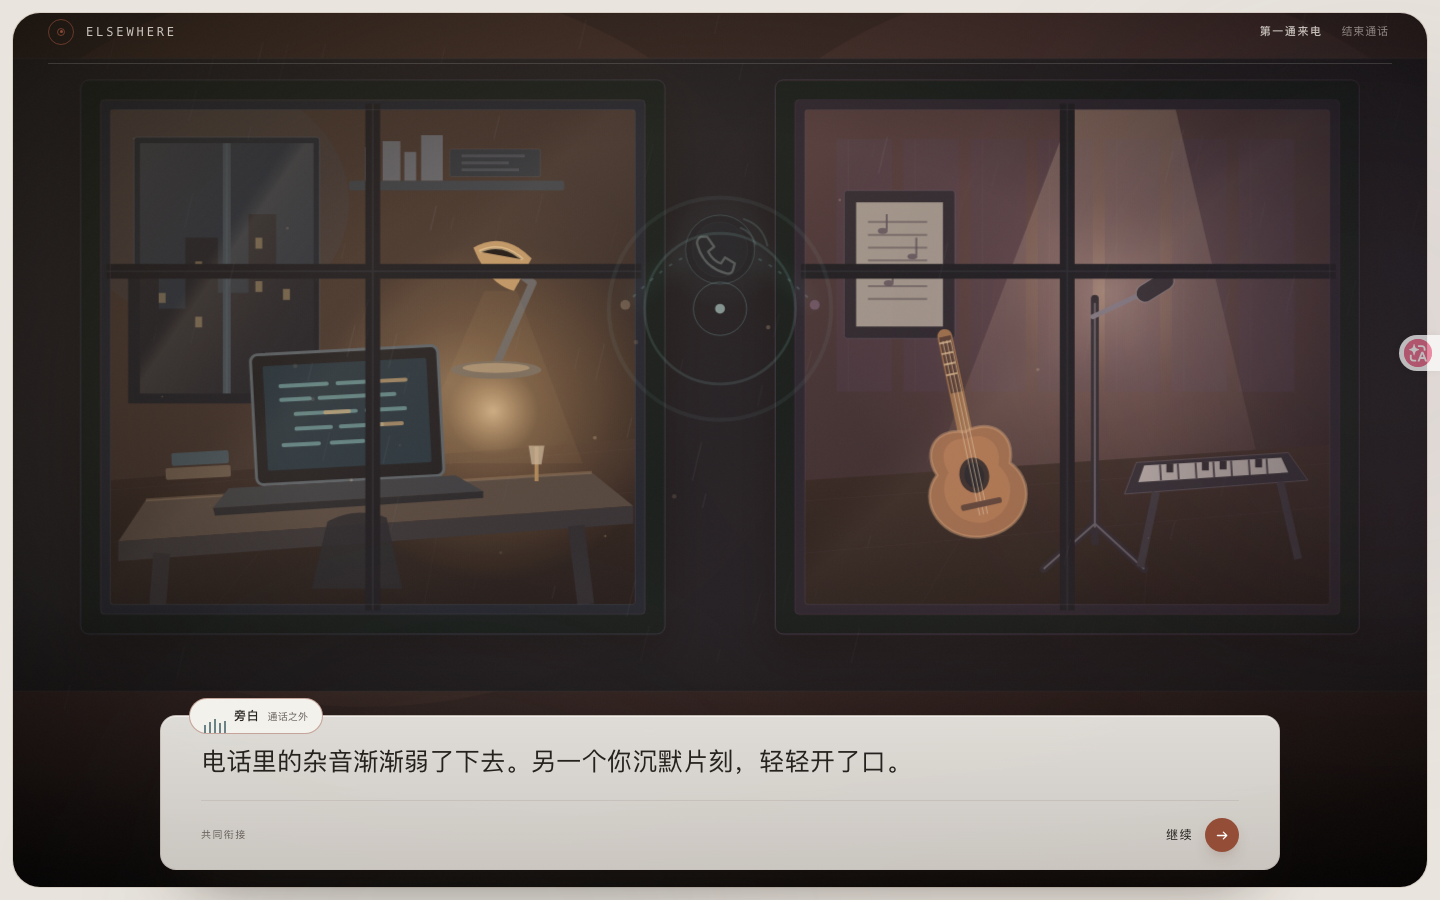 ELSEWHERE
第一通来电
结束通话
旁白 通话之外
电话里的杂音渐渐弱了下去。另一个你沉默片刻，轻轻开了口。
共同衔接
继续